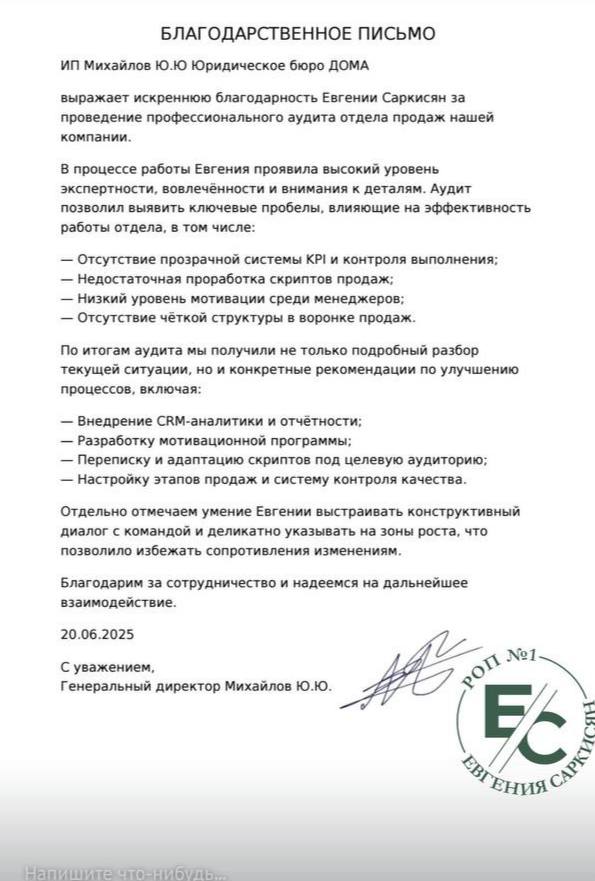 БЛАГОДАРСТВЕННОЕ ПИСЬМО
ИП Михайлов Ю.Ю Юридическое бюро ДОМА
выражает искреннюю благодарность Евгении Саркисян за
проведение профессионального аудита отдела продаж нашей
компании.
В процессе работы Евгения проявила высокий уровень
экспертности, вовлечённости и внимания к деталям. Аудит
позволил выявить ключевые пробелы, влияющие на эффективность
работы отдела, в том числе:
— Отсутствие прозрачной системы KPI и контроля выполнения;
— Недостаточная проработка скриптов продаж;
— Низкий уровень мотивации среди менеджеров;
— Отсутствие чёткой структуры в воронке продаж.
По итогам аудита мы получили не только подробный разбор
текущей ситуации, но и конкретные рекомендации по улучшению
процессов, включая:
— Внедрение CRM-аналитики и отчётности;
— Разработку мотивационной программы;
— Переписку и адаптацию скриптов под целевую аудиторию;
— Настройку этапов продаж и систему контроля качества.
Отдельно отмечаем умение Евгении выстраивать конструктивный
диалог с командой и деликатно указывать на зоны роста, что
позволило избежать сопротивления изменениям.
Благодарим за сотрудничество и надеемся на дальнейшее
взаимодействие.
20.06.2025
С уважением,
Генеральный директор Михайлов Ю.Ю.
РОП №1
ЕС
ЕВГЕНИЯ САРКИСЯН
Напишите что-нибудь...